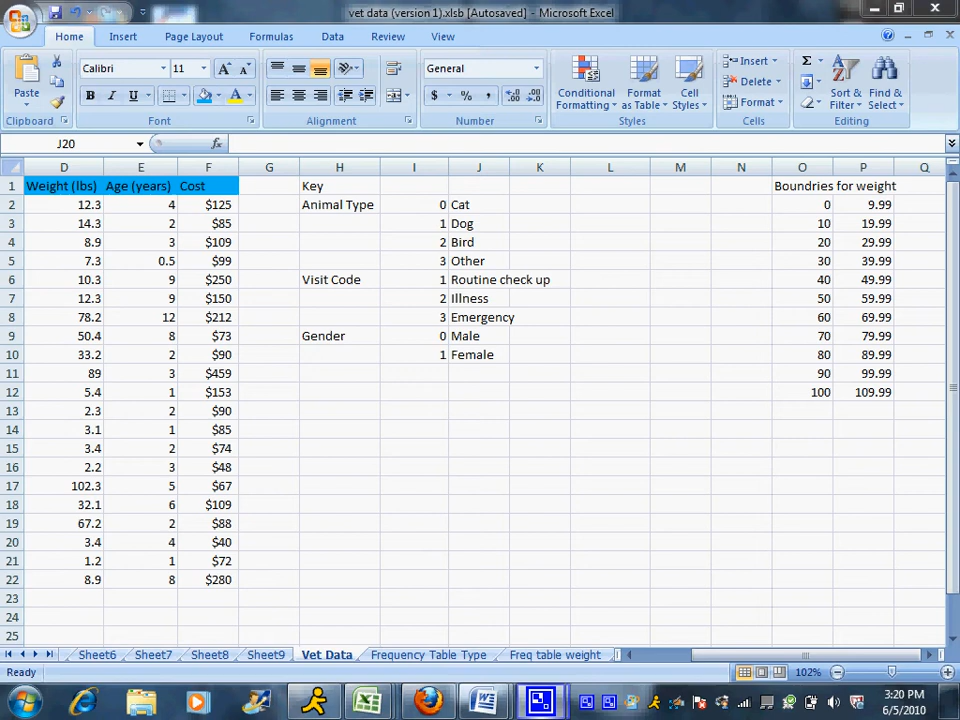 vet data (version 1).xlsb [Autosaved] - Microsoft Excel
Home Insert Page Layout Formulas Data Review View
Paste Calibri 11 A A General Conditional Formatting Format as Table Cell Styles Insert Delete Format Sort & Filter Find & Select
B I U A $ % ,
Clipboard Font Alignment Number Styles Cells Editing
J20 fx
D E F G H I J K L M N O P Q
1 Weight (lbs) Age (years) Cost Key Boundries for weight
2 12.3 4 $125 Animal Type 0 Cat 0 9.99
3 14.3 2 $85 1 Dog 10 19.99
4 8.9 3 $109 2 Bird 20 29.99
5 7.3 0.5 $99 3 Other 30 39.99
6 10.3 9 $250 Visit Code 1 Routine check up 40 49.99
7 12.3 9 $150 2 Illness 50 59.99
8 78.2 12 $212 3 Emergency 60 69.99
9 50.4 8 $73 Gender 0 Male 70 79.99
10 33.2 2 $90 1 Female 80 89.99
11 89 3 $459 90 99.99
12 5.4 1 $153 100 109.99
13 2.3 2 $90
14 3.1 1 $85
15 3.4 2 $74
16 2.2 3 $48
17 102.3 5 $67
18 32.1 6 $109
19 67.2 2 $88
20 3.4 4 $40
21 1.2 1 $72
22 8.9 8 $280
23
24
25
Sheet6 Sheet7 Sheet8 Sheet9 Vet Data Frequency Table Type Freq table weight
Ready 102%
3:20 PM
6/5/2010